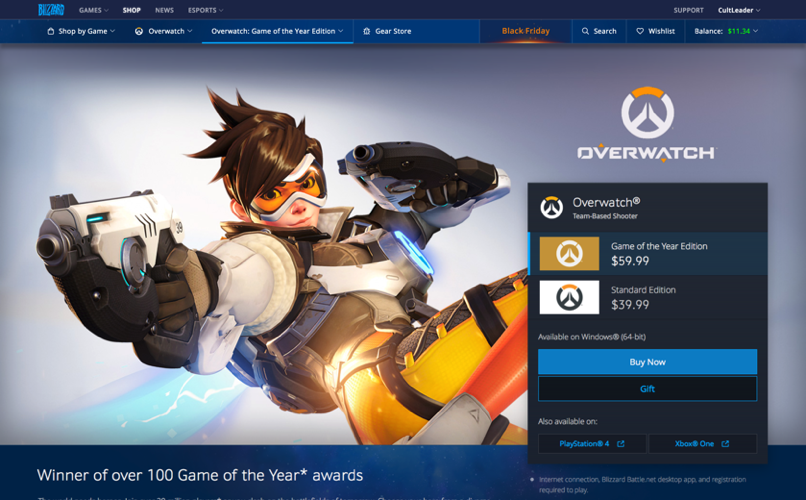 BLIZZARD GAMES SHOP NEWS ESPORTS SUPPORT CultLeader
Shop by Game Overwatch Overwatch: Game of the Year Edition Gear Store Black Friday Search Wishlist Balance: $11.34
39
OVERWATCH
Overwatch®
Team-Based Shooter
Game of the Year Edition
$59.99
Standard Edition
$39.99
Available on Windows® (64-bit)
Buy Now
Gift
Also available on:
PlayStation® 4 Xbox® One
Winner of over 100 Game of the Year* awards
Internet connection, Blizzard Battle.net desktop app, and registration
required to play.